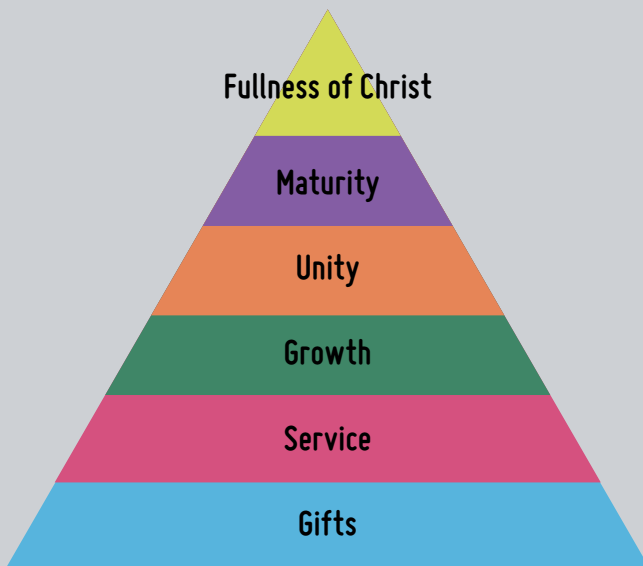 Fullness of Christ
Maturity
Unity
Growth
Service
Gifts